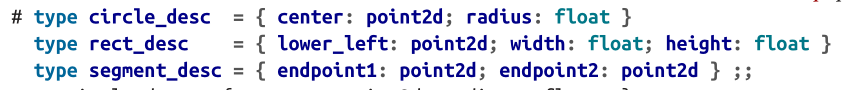 # type circle_desc  = { center: point2d; radius: float }
  type rect_desc    = { lower_left: point2d; width: float; height: float }
  type segment_desc = { endpoint1: point2d; endpoint2: point2d } ;;